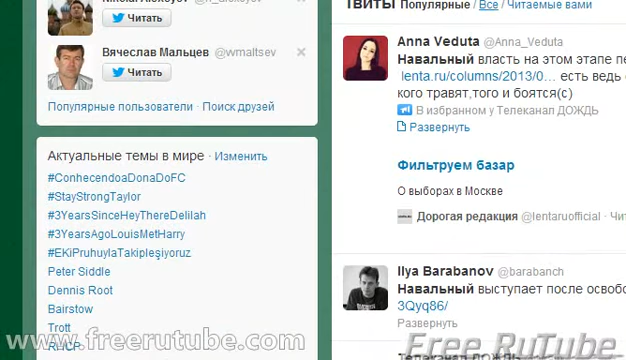 Читать
Вячеслав Мальцев @vvmaltsev
Читать
Популярные пользователи · Поиск друзей
Актуальные темы в мире · Изменить
#ConhecendoaDonaDoFC
#StayStrongTaylor
#3YearsSinceHeyThereDelilah
#3YearsAgoLouisMetHarry
#EKiPruhuylaTakipleşiyoruz
Peter Siddle
Dennis Root
Bairstow
Trott
www.freerutube.com
Твиты Популярные / Все / Читаемые вами
Anna Veduta @Anna_Veduta
Навальный власть на этом этапе
lenta.ru/columns/2013/0… есть ведь
кого травят,того и боятся(с)
В избранном у Телеканал ДОЖДЬ
Развернуть
Фильтруем базар
О выборах в Москве
Дорогая редакция @lentaruofficial
Ilya Barabanov @barabanch
Навальный выступает после
3Qyq86/
Развернуть
Free RuTube